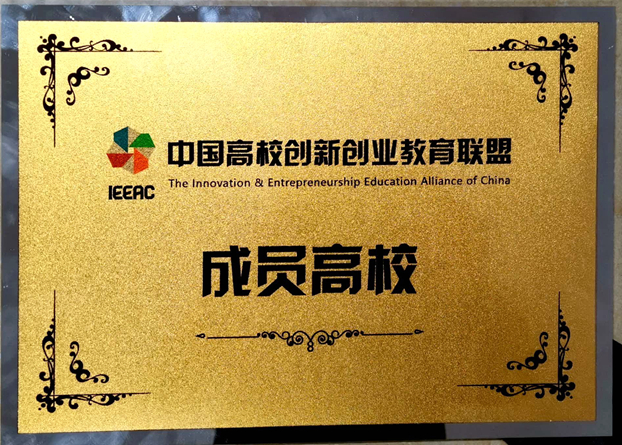 中国高校创新创业教育联盟
IEEAC
The Innovation & Entrepreneurship Education Alliance of China
成员高校